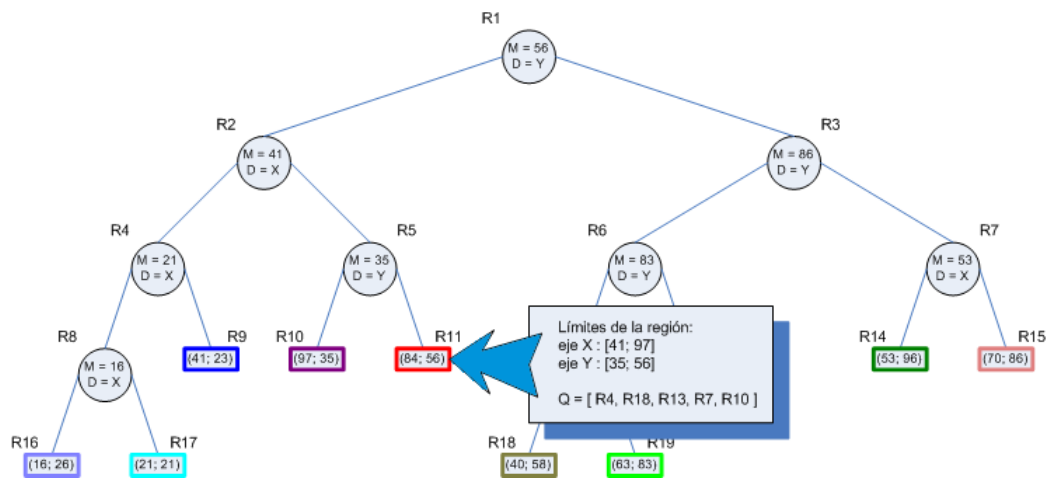 R1
M = 56
D = Y
R2
R3
M = 41
D = X
M = 86
D = Y
R4
R5
R6
R7
M = 21
D = X
M = 35
D = Y
M = 83
D = Y
M = 53
D = X
R8
R9
R10
R11
R14
R15
M = 16
D = X
(41; 23)
(97; 35)
(84; 56)
Límites de la región:
eje X : [41; 97]
eje Y : [35; 56]
Q = [ R4, R18, R13, R7, R10 ]
(53; 96)
(70; 86)
R16
R17
R18
R19
(16; 26)
(21; 21)
(40; 58)
(63; 83)